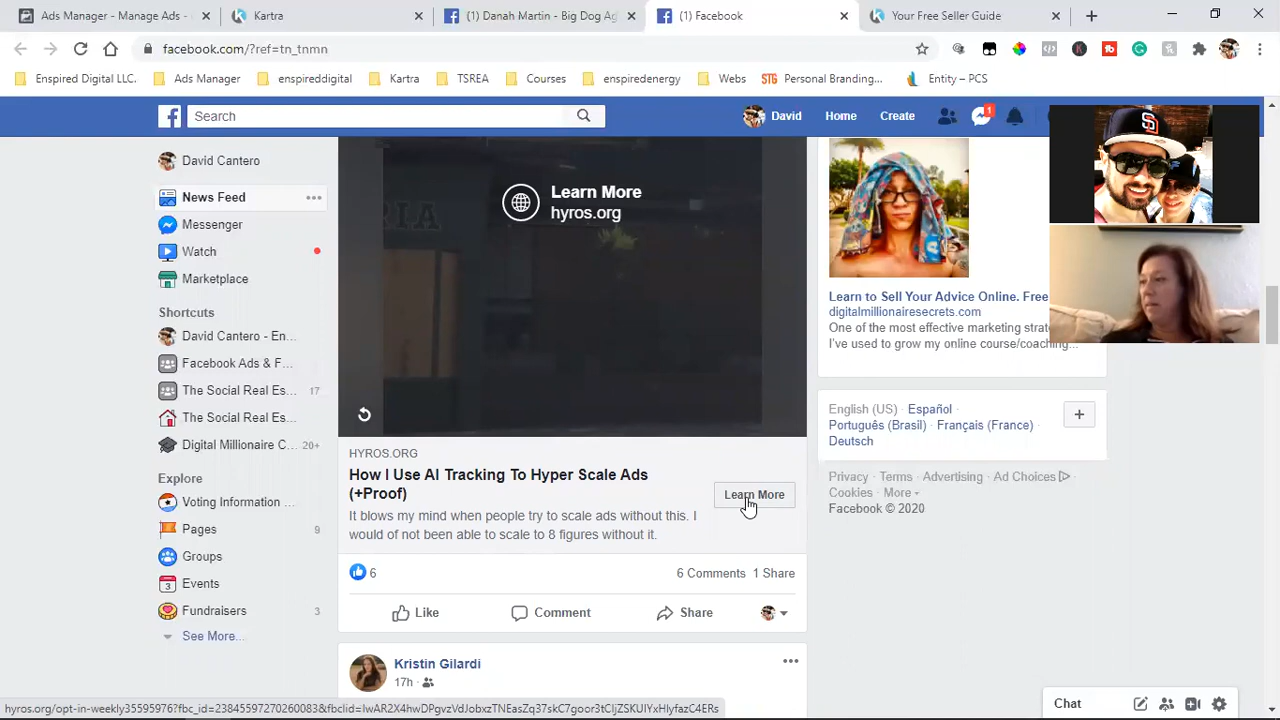 Ads Manager - Manage Ads -
Kartra
(1) Danah Martin - Big Dog Ag
(1) Facebook
Your Free Seller Guide
facebook.com/?ref=tn_tnmn
Enspired Digital LLC.
Ads Manager
enspireddigital
Kartra
TSREA
Courses
enspiredenergy
Webs
STG Personal Branding...
Entity – PCS
Search
David
Home
Create
1
David Cantero
News Feed
Messenger
Watch
Marketplace
Shortcuts
David Cantero - En...
Facebook Ads & F...
The Social Real Es... 17
The Social Real Es...
Digital Millionaire C... 20+
Explore
Voting Information ...
Pages 9
Groups
Events
Fundraisers 3
See More...
Learn More
hyros.org
HYROS.ORG
How I Use AI Tracking To Hyper Scale Ads
(+Proof)
Learn More
It blows my mind when people try to scale ads without this. I
would of not been able to scale to 8 figures without it.
6
6 Comments 1 Share
Like
Comment
Share
Kristin Gilardi
17h
Learn to Sell Your Advice Online. Free
digitalmillionairesecrets.com
One of the most effective marketing strate
I've used to grow my online course/coaching...
English (US) · Español ·
Português (Brasil) · Français (France) ·
Deutsch
Privacy · Terms · Advertising · Ad Choices
Cookies · More
Facebook © 2020
Chat